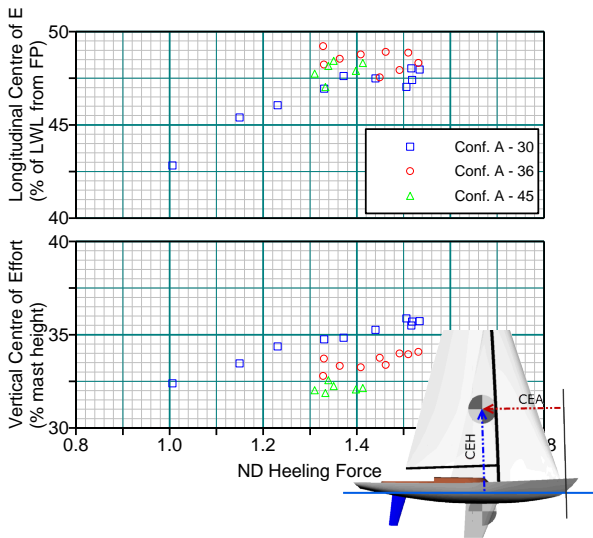 Longitudinal Centre of E
(% of LWL from FP)
50
45
40
Conf. A - 30
Conf. A - 36
Conf. A - 45
Vertical Centre of Effort
(% mast height)
40
35
30
0.8
1.0
1.2
1.4
8
ND Heeling Force
CEA
CEH